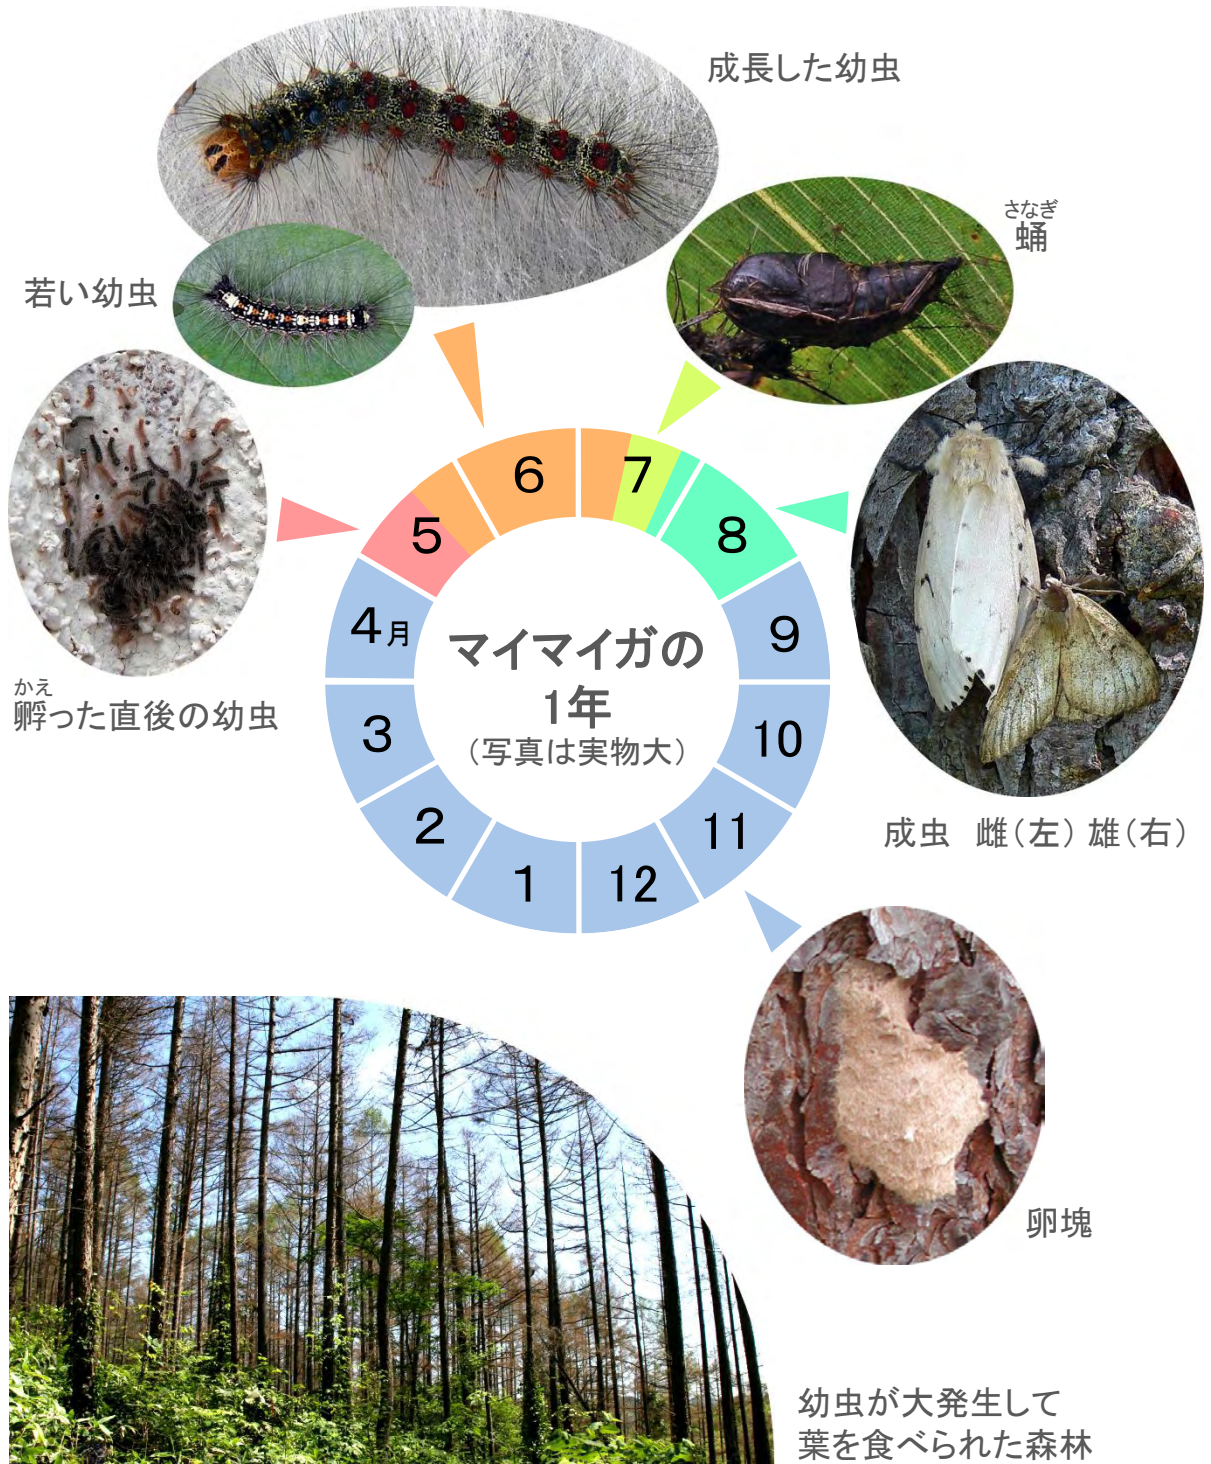 成長した幼虫
さなぎ
蛹
若い幼虫
6
7
5
8
4月
9
マイマイガの
1年
(写真は実物大)
かえ
孵った直後の幼虫
3
10
2
11
成虫 雌(左) 雄(右)
1
12
卵塊
幼虫が大発生して
葉を食べられた森林